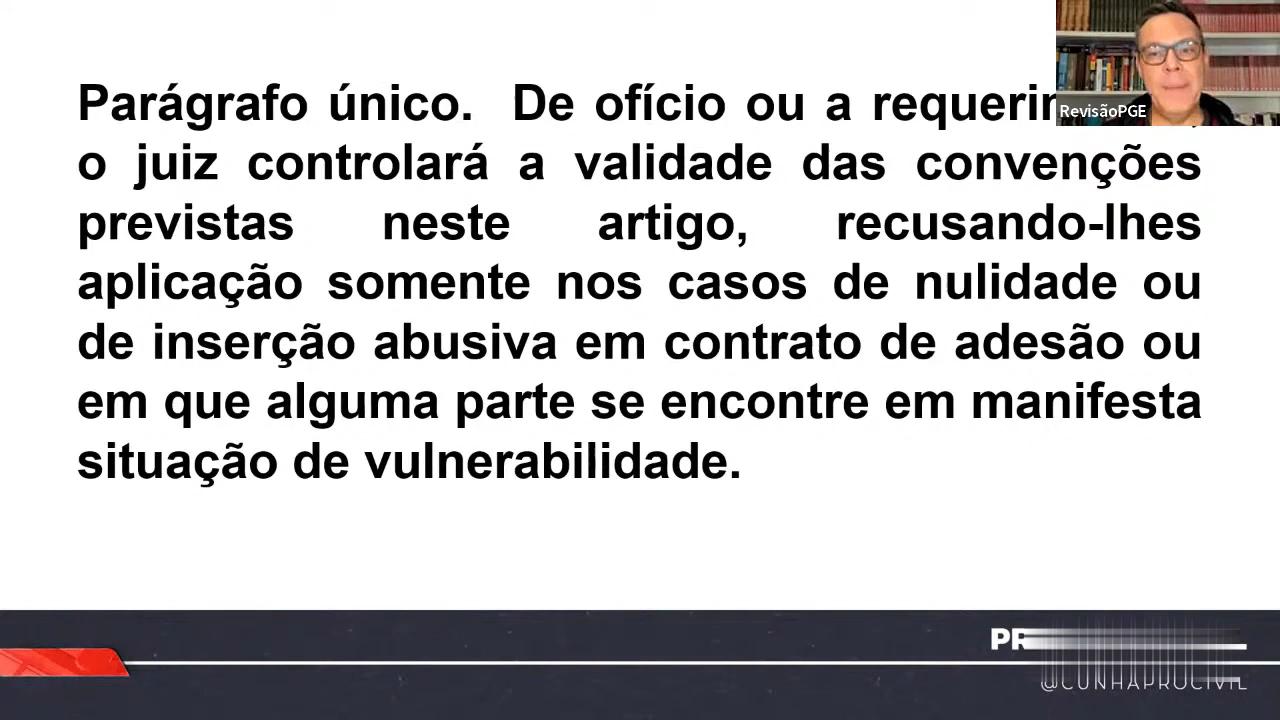 Parágrafo único. De ofício ou a
RevisãoPGE
o juiz controlará a validade das convenções
previstas neste artigo, recusando-lhes
aplicação somente nos casos de nulidade ou
de inserção abusiva em contrato de adesão ou
em que alguma parte se encontre em manifesta
situação de vulnerabilidade.
@CUNHAPROCIVIL